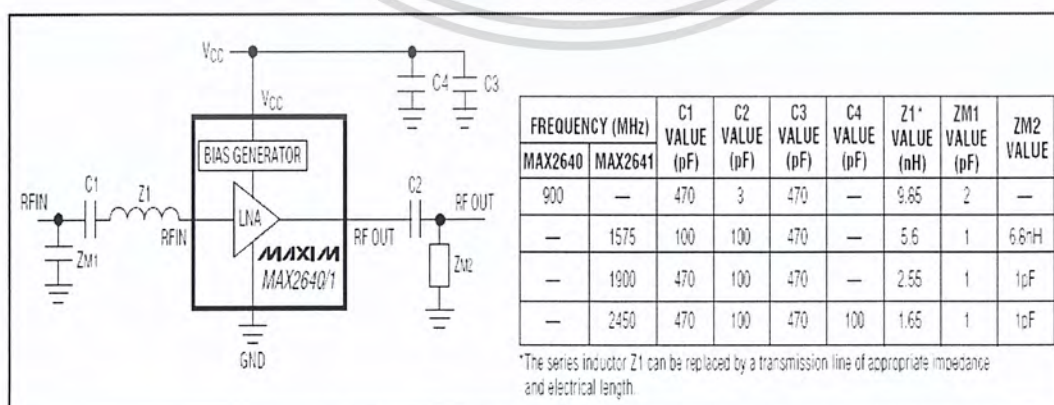 Vcc
C4
C3
Vcc
BIAS GENERATOR
C1
Z1
C2
RFIN
RF OUT
LNA
RFIN
RF OUT
ZM1
MAXIM
MAX2640/1
ZM2
GND
FREQUENCY (MHz) C1 VALUE (pF) C2 VALUE (pF) C3 VALUE (pF) C4 VALUE (pF) Z1* VALUE (nH) ZM1 VALUE (pF) ZM2 VALUE
MAX2640 MAX2641
900 — 470 3 470 — 9.65 2 —
— 1575 100 100 470 — 5.6 1 6.8nH
— 1900 470 100 470 — 2.55 1 1pF
— 2450 470 100 470 100 1.65 1 1pF
*The series inductor Z1 can be replaced by a transmission line of appropriate impedance
and electrical length.